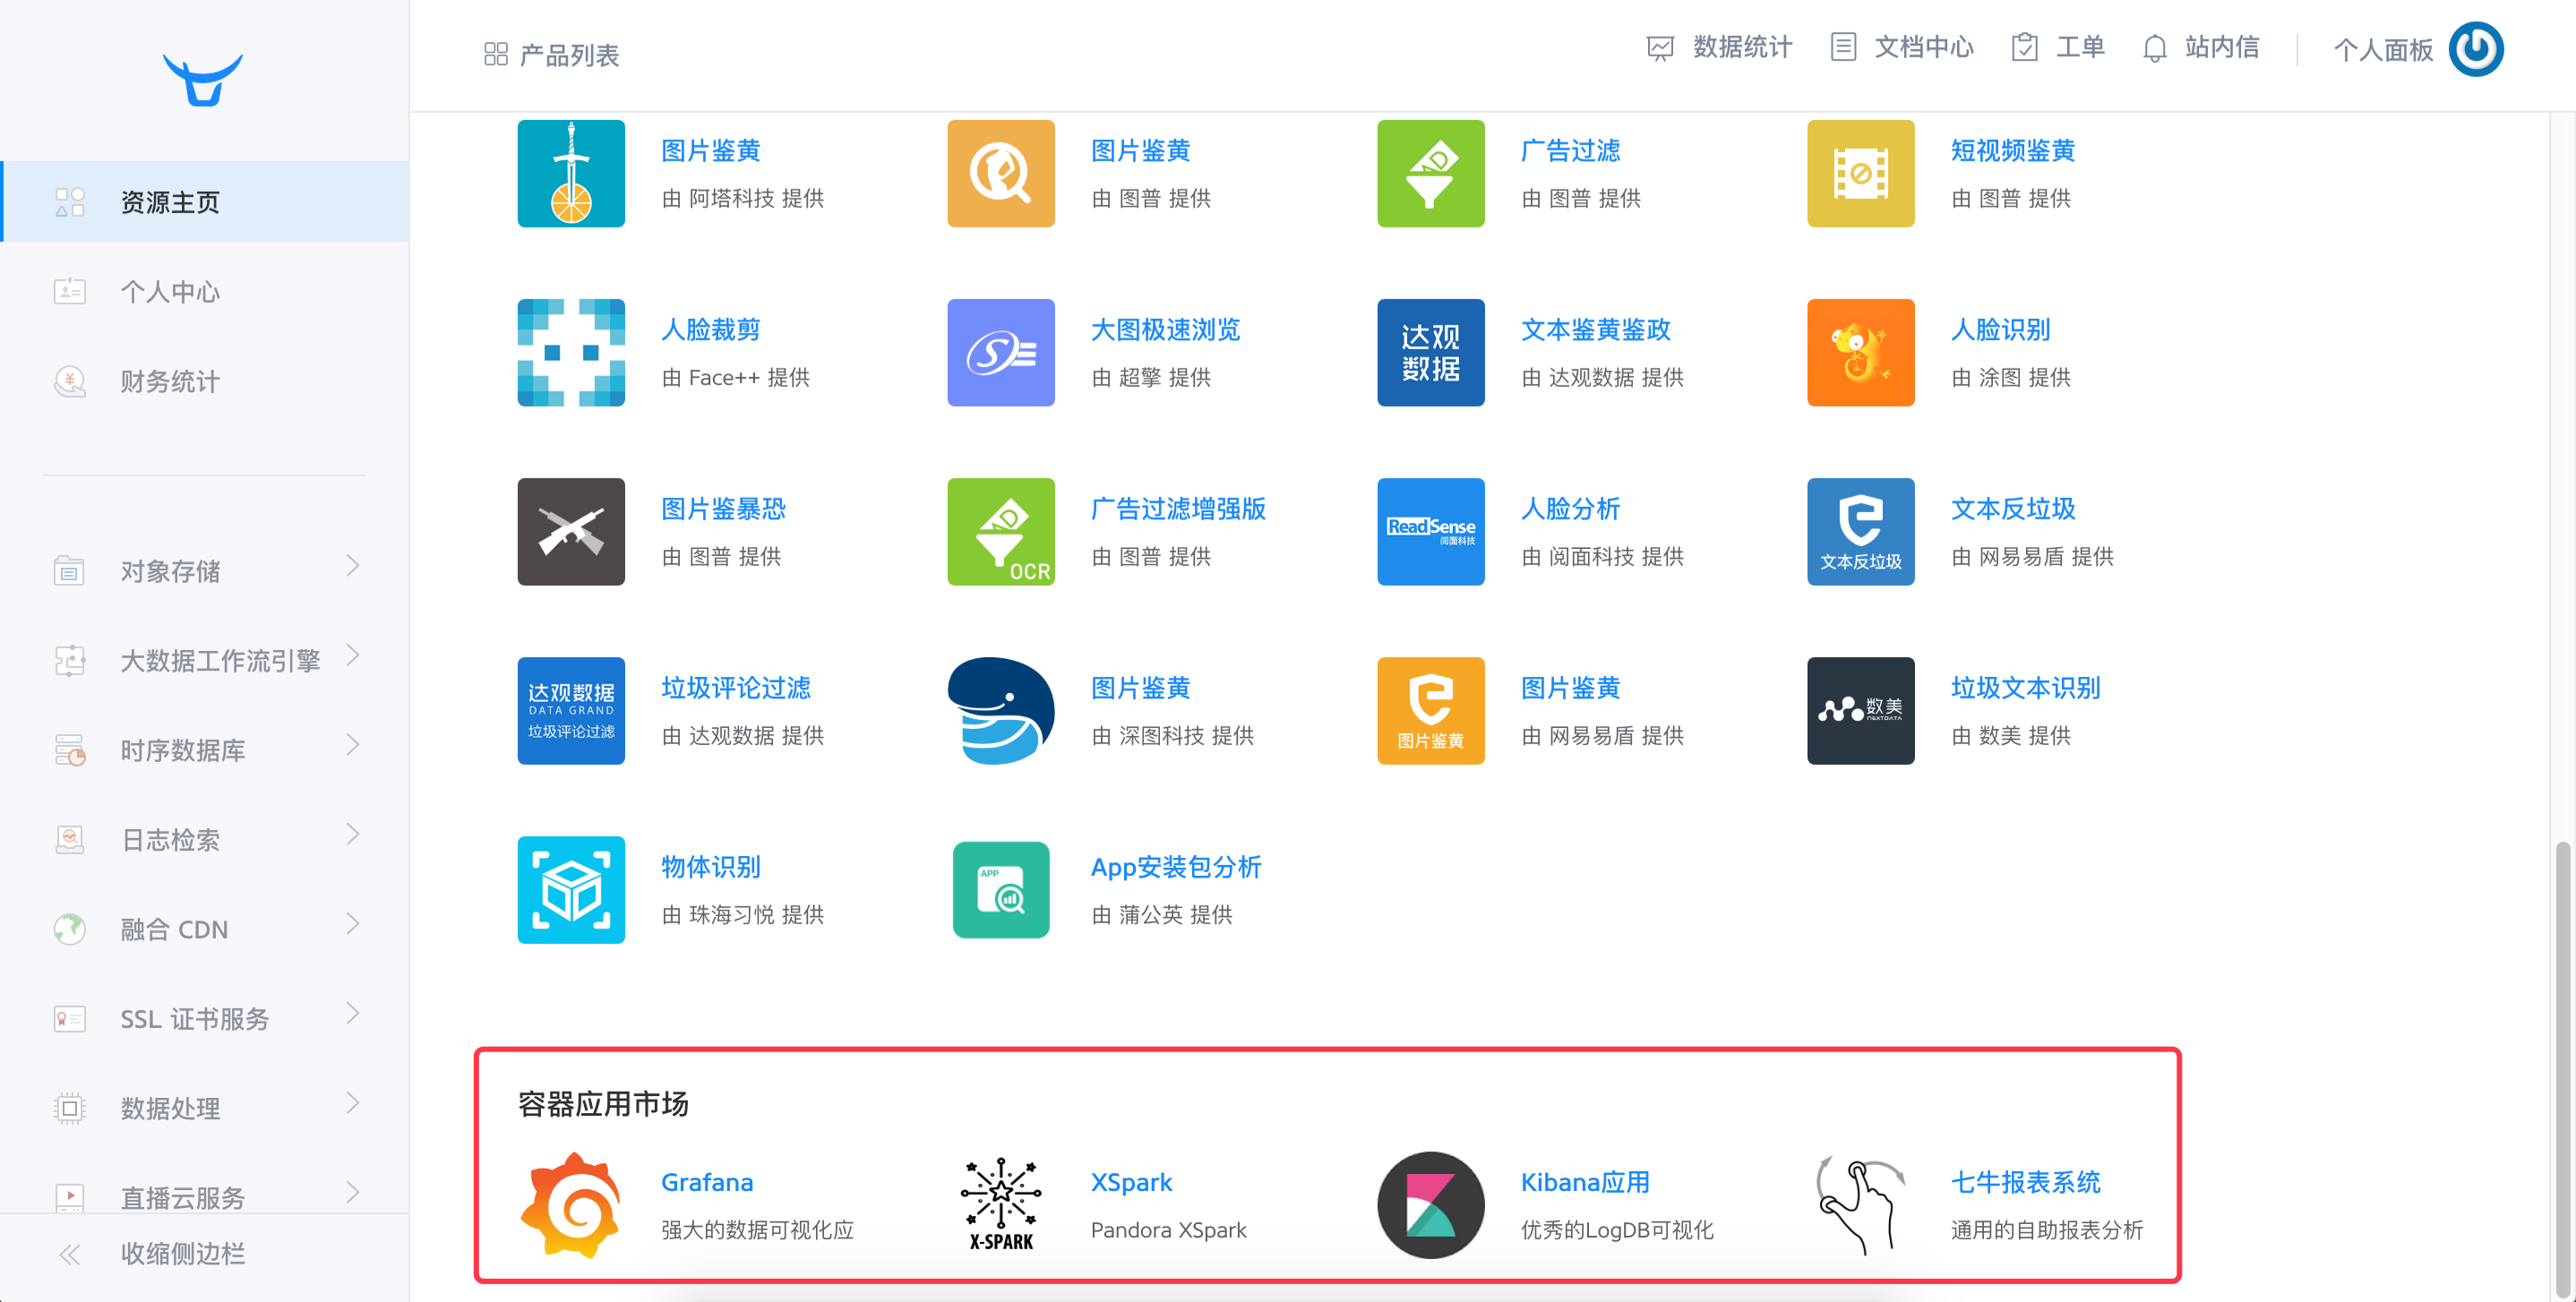 产品列表
数据统计
文档中心
工单
站内信
个人面板
资源主页
个人中心
财务统计
对象存储
大数据工作流引擎
时序数据库
日志检索
融合 CDN
SSL 证书服务
数据处理
直播云服务
收缩侧边栏
图片鉴黄
由 阿塔科技 提供
图片鉴黄
由 图普 提供
广告过滤
由 图普 提供
短视频鉴黄
由 图普 提供
人脸裁剪
由 Face++ 提供
大图极速浏览
由 超擎 提供
达观
数据
文本鉴黄鉴政
由 达观数据 提供
人脸识别
由 涂图 提供
图片鉴暴恐
由 图普 提供
OCR
广告过滤增强版
由 图普 提供
ReadSense
阅面科技
人脸分析
由 阅面科技 提供
文本反垃圾
文本反垃圾
由 网易易盾 提供
达观数据
DATA GRAND
垃圾评论过滤
垃圾评论过滤
由 达观数据 提供
图片鉴黄
由 深图科技 提供
图片鉴黄
图片鉴黄
由 网易易盾 提供
数美
NEXTDATA
垃圾文本识别
由 数美 提供
物体识别
由 珠海习悦 提供
APP
App安装包分析
由 蒲公英 提供
容器应用市场
Grafana
强大的数据可视化应
X-SPARK
XSpark
Pandora XSpark
Kibana应用
优秀的LogDB可视化
七牛报表系统
通用的自助报表分析